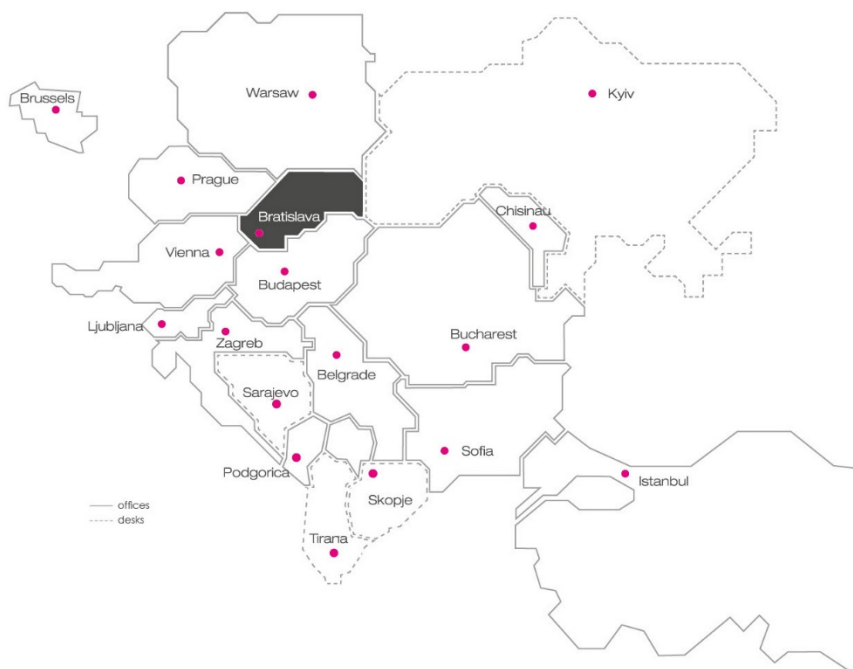 Warsaw
Kyiv
Brussels
Prague
Chisinau
Bratislava
Vienna
Budapest
Ljubljana
Zagreb
Bucharest
Belgrade
Sarajevo
Sofia
Podgorica
Istanbul
Skopje
offices
desks
Tirana